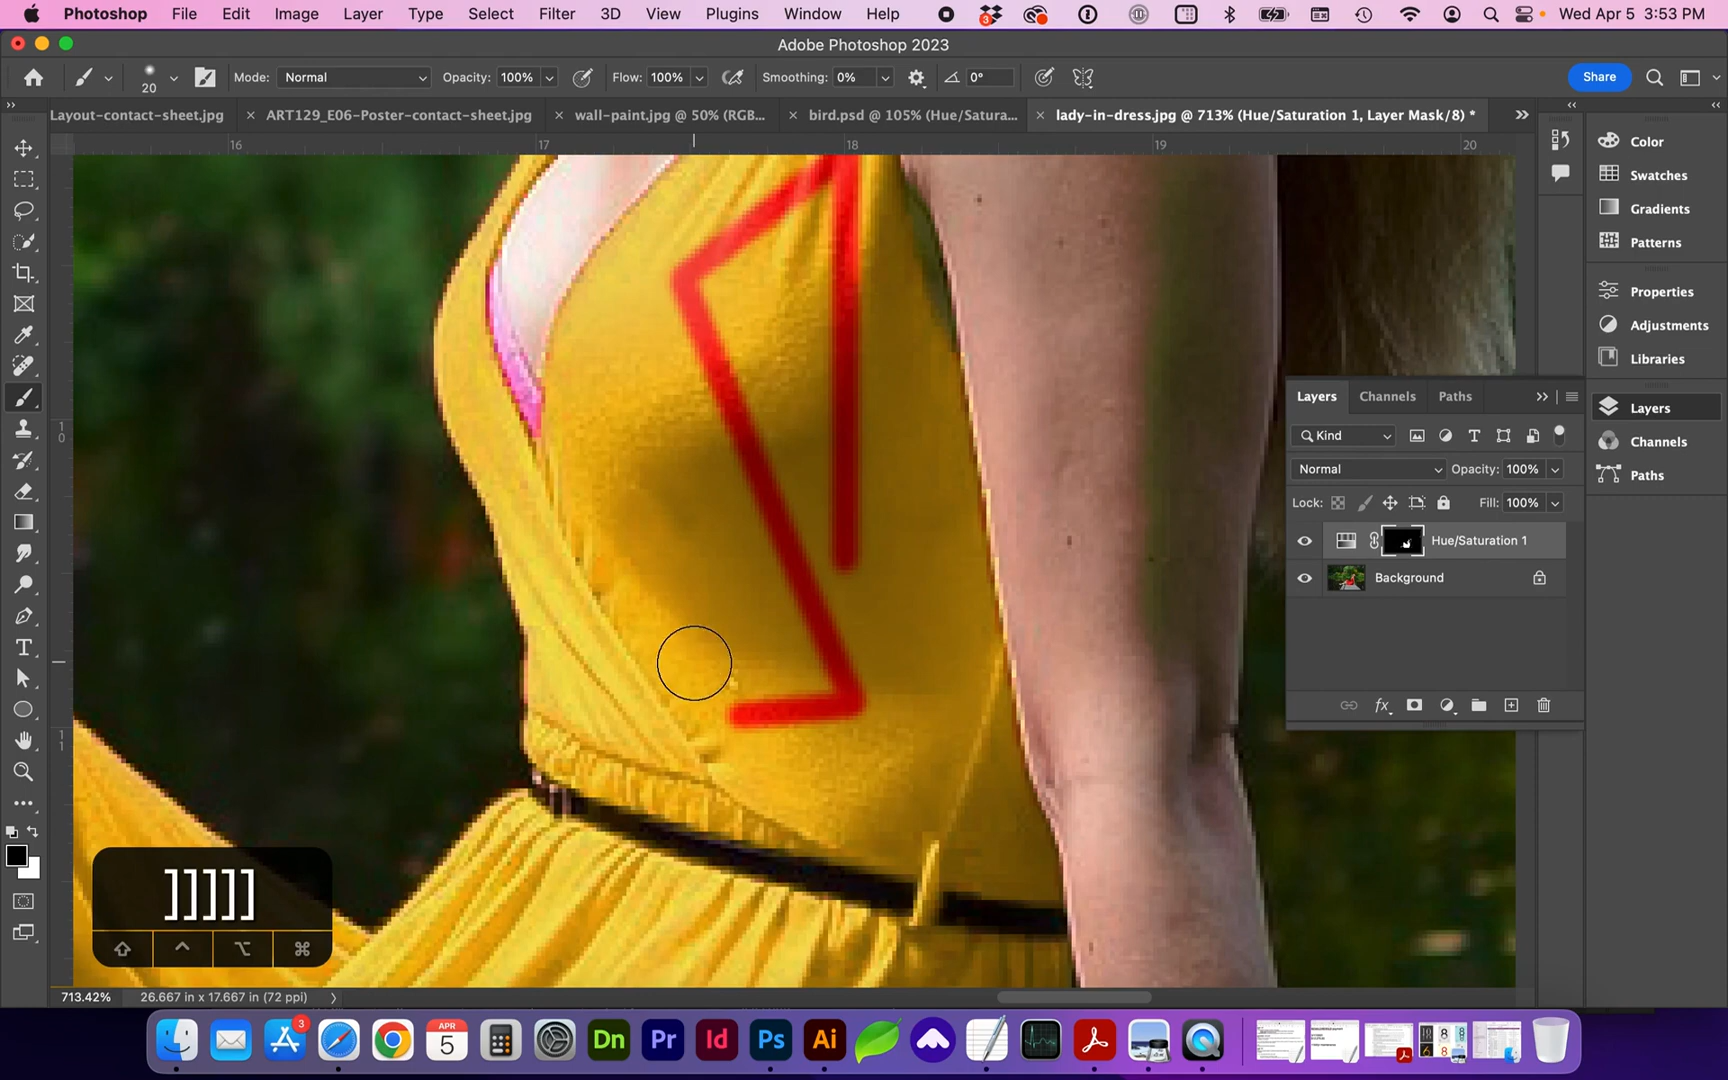 Photoshop File Edit Image Layer Type Select Filter 3D View Plugins Window Help 3 Wed Apr 5 3:53 PM
Adobe Photoshop 2023
20 Mode: Normal Opacity: 100% Flow: 100% Smoothing: 0% 0° Share
Layout-contact-sheet.jpg × ART129_E06-Poster-contact-sheet.jpg × wall-paint.jpg @ 50% (RGB... × bird.psd @ 105% (Hue/Satura... × lady-in-dress.jpg @ 713% (Hue/Saturation 1, Layer Mask/8) *
16 17 18 19 20
Color
Swatches
Gradients
Patterns
Properties
Adjustments
Libraries
Layers Channels Paths
Kind
Normal Opacity: 100%
Lock: Fill: 100%
Hue/Saturation 1
Background
Layers
Channels
Paths
10
11
]]]]]
713.42% 26.667 in x 17.667 in (72 ppi)
3 APR 5 Dn Pr Id Ps Ai